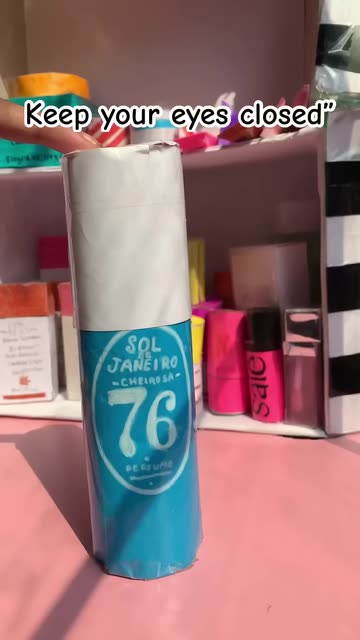 Keep your eyes closed”
SOL
DE
JANEIRO
-CHEIROSA-
76
PERFUME
sale